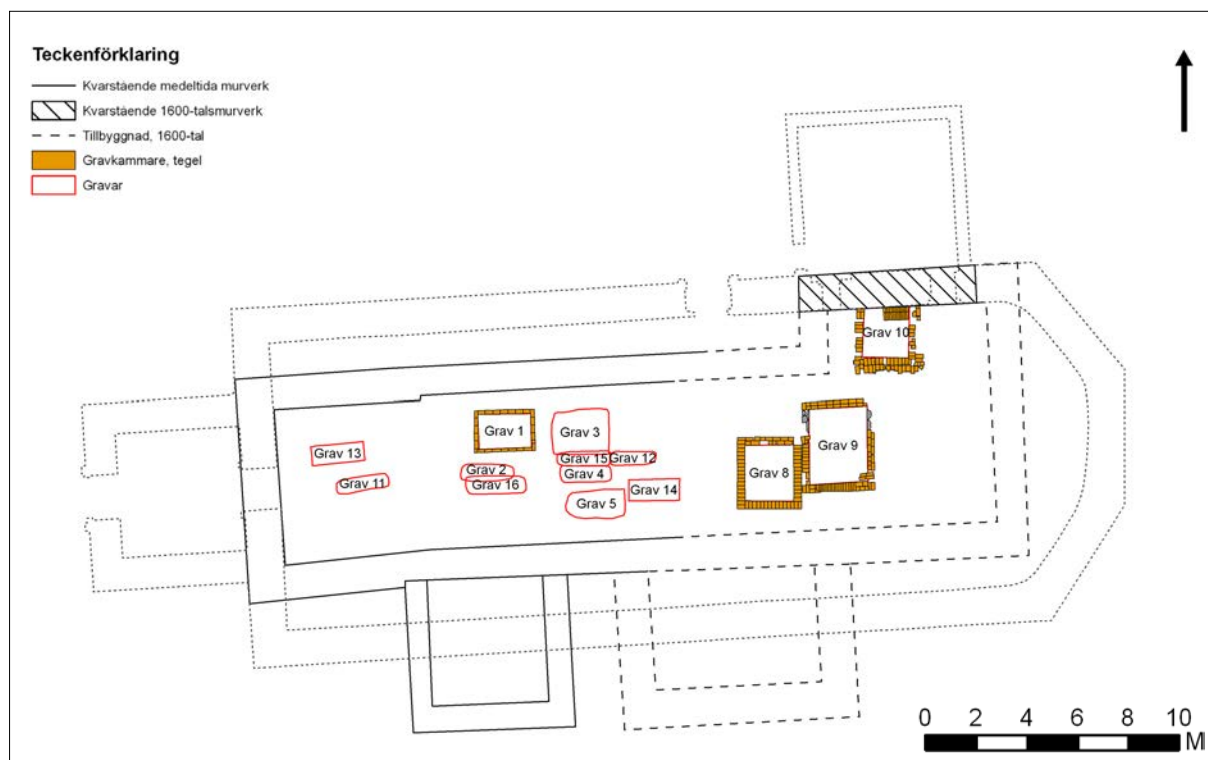 Teckenförklaring
Kvarstående medeltida murverk
Kvarstående 1600-talsmurverk
Tillbyggnad, 1600-tal
Gravkammare, tegel
Gravar
Grav 10
Grav 1
Grav 3
Grav 13
Grav 15
Grav 12
Grav 9
Grav 2
Grav 4
Grav 8
Grav 11
Grav 16
Grav 14
Grav 5
0 2 4 6 8 10
M